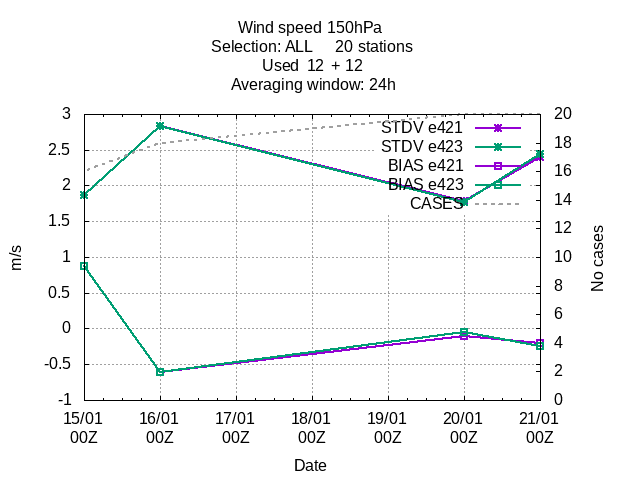 Wind speed 150hPa
Selection: ALL 20 stations
Used 12 + 12
Averaging window: 24h
STDV e421
STDV e423
BIAS e421
BIAS e423
CASES
m/s
3
2.5
2
1.5
1
0.5
0
-0.5
-1
No cases
20
18
16
14
12
10
8
6
4
2
0
15/01 16/01 17/01 18/01 19/01 20/01 21/01
00Z 00Z 00Z 00Z 00Z 00Z 00Z
Date